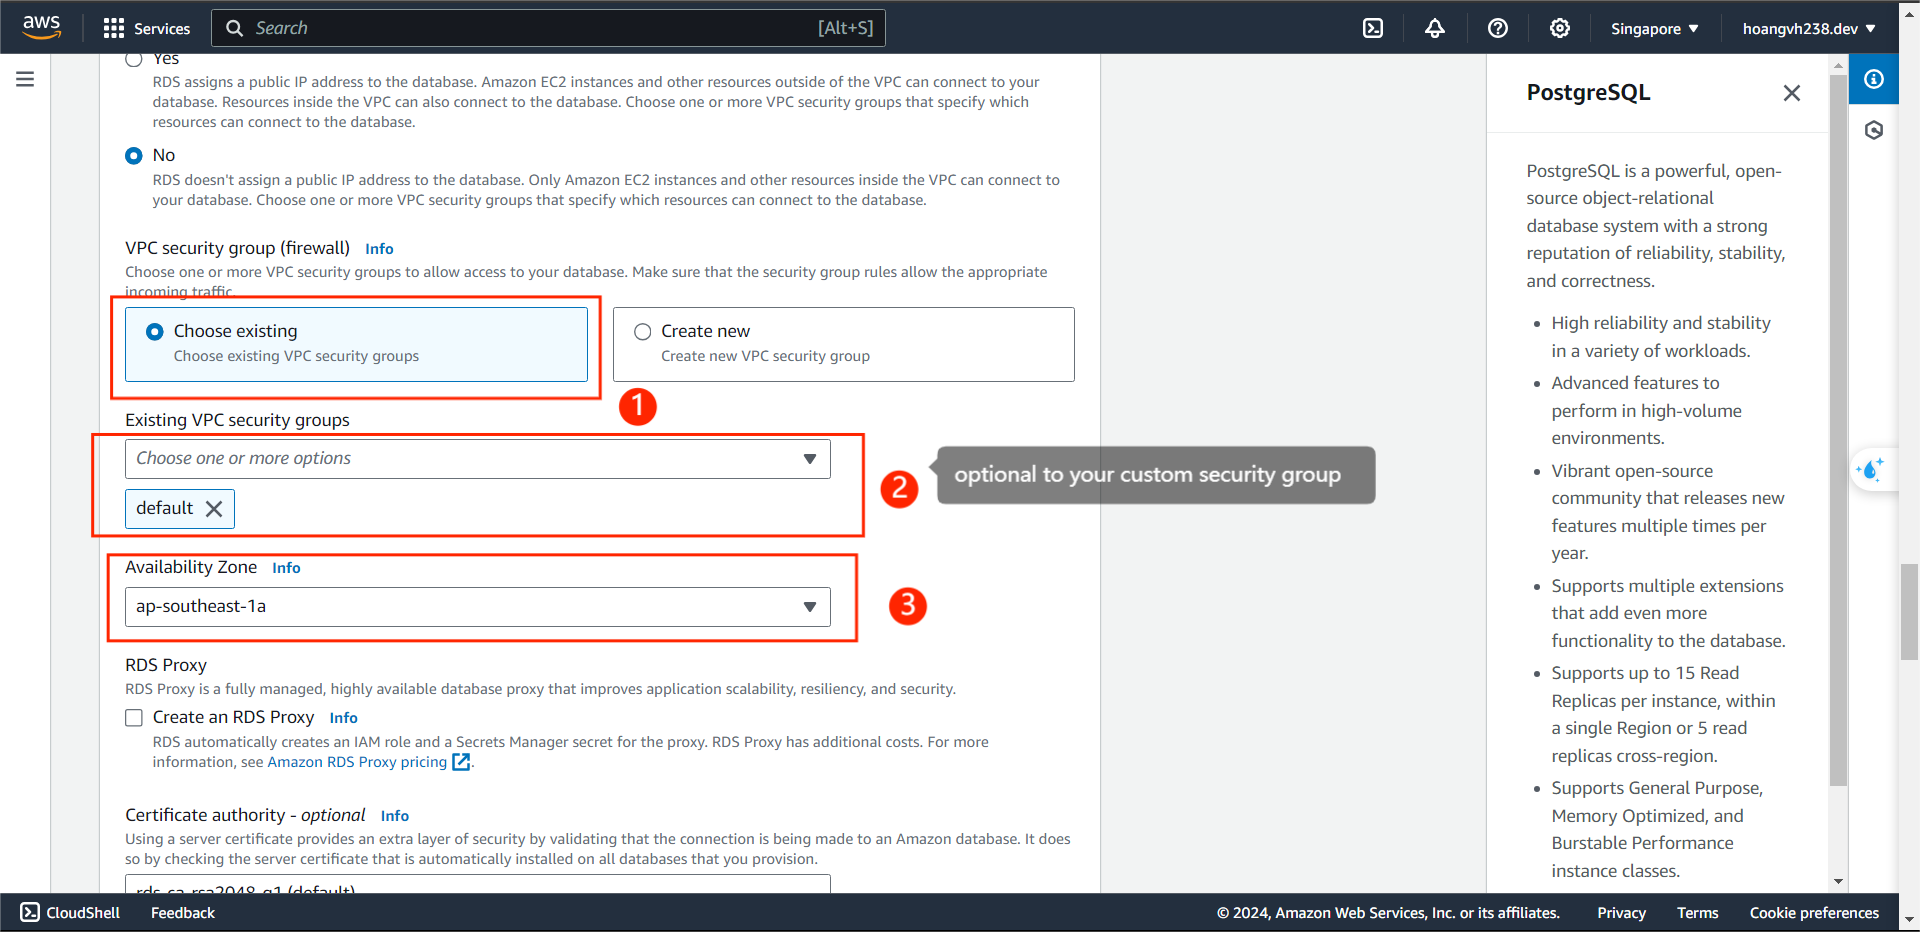 aws
Services
Search
[Alt+S]
Singapore
hoangvh238.dev
Yes
RDS assigns a public IP address to the database. Amazon EC2 instances and other resources outside of the VPC can connect to your
database. Resources inside the VPC can also connect to the database. Choose one or more VPC security groups that specify which
resources can connect to the database.
No
RDS doesn't assign a public IP address to the database. Only Amazon EC2 instances and other resources inside the VPC can connect to
your database. Choose one or more VPC security groups that specify which resources can connect to the database.
VPC security group (firewall) Info
Choose one or more VPC security groups to allow access to your database. Make sure that the security group rules allow the appropriate
incoming traffic.
Choose existing
Choose existing VPC security groups
Create new
Create new VPC security group
1
Existing VPC security groups
Choose one or more options
default
2
optional to your custom security group
Availability Zone Info
ap-southeast-1a
3
RDS Proxy
RDS Proxy is a fully managed, highly available database proxy that improves application scalability, resiliency, and security.
Create an RDS Proxy Info
RDS automatically creates an IAM role and a Secrets Manager secret for the proxy. RDS Proxy has additional costs. For more
information, see Amazon RDS Proxy pricing.
Certificate authority - optional Info
Using a server certificate provides an extra layer of security by validating that the connection is being made to an Amazon database. It does
so by checking the server certificate that is automatically installed on all databases that you provision.
rds-ca-rsa2048-g1 (default)
PostgreSQL
PostgreSQL is a powerful, open-
source object-relational
database system with a strong
reputation of reliability, stability,
and correctness.
• High reliability and stability
in a variety of workloads.
• Advanced features to
perform in high-volume
environments.
• Vibrant open-source
community that releases new
features multiple times per
year.
• Supports multiple extensions
that add even more
functionality to the database.
• Supports up to 15 Read
Replicas per instance, within
a single Region or 5 read
replicas cross-region.
• Supports General Purpose,
Memory Optimized, and
Burstable Performance
instance classes.
CloudShell
Feedback
© 2024, Amazon Web Services, Inc. or its affiliates.
Privacy
Terms
Cookie preferences